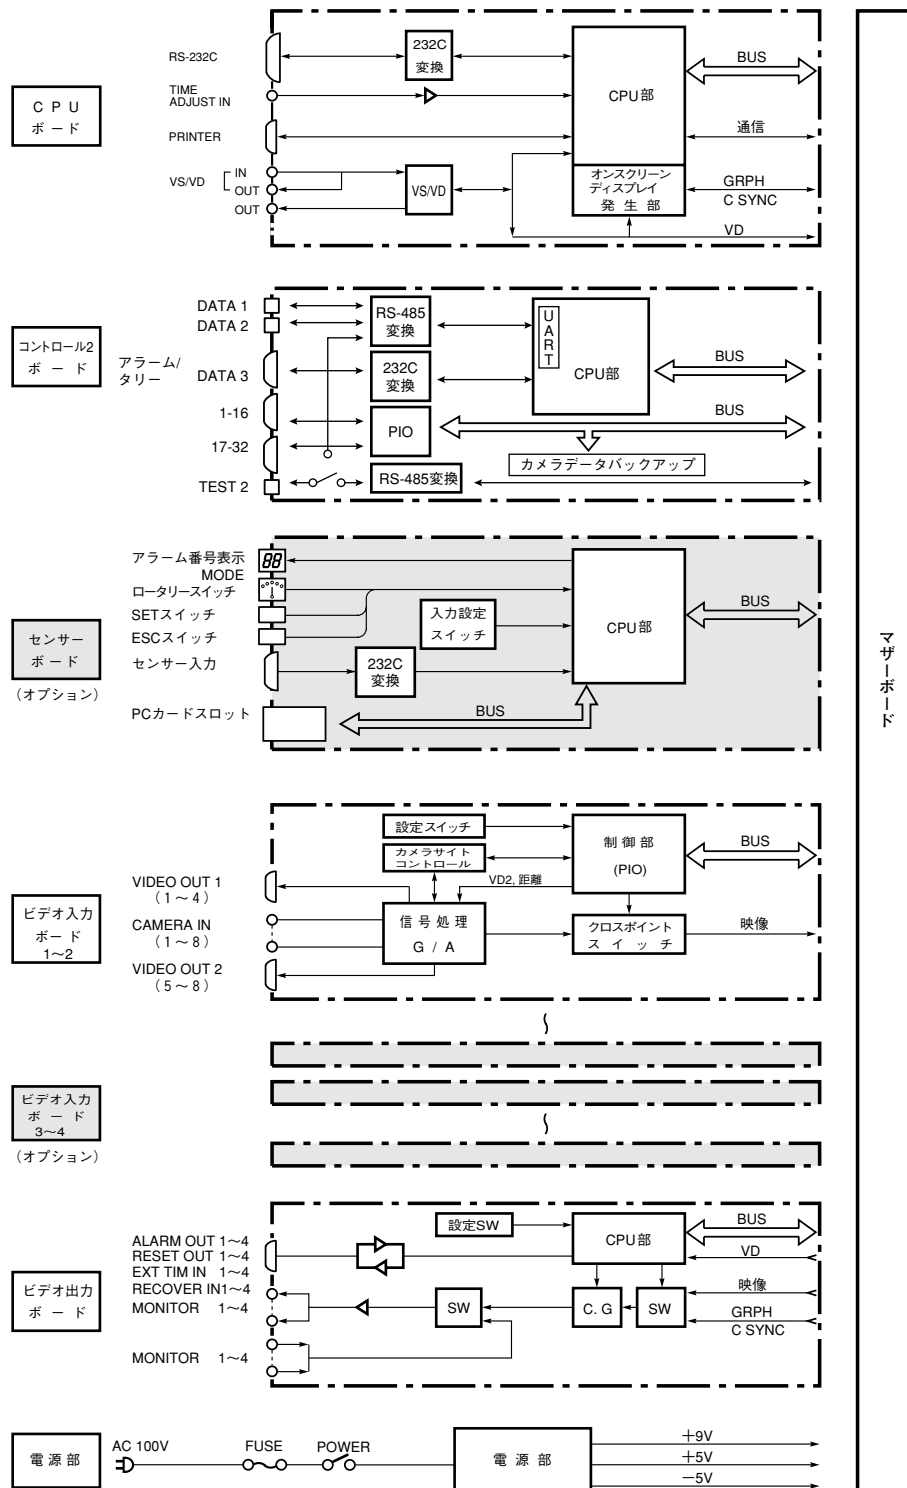 CPU
ボード
RS-232C
TIME
ADJUST IN
PRINTER
VS/VD
IN
OUT
OUT
232C
変換
VS/VD
CPU部
オンスクリーン
ディスプレイ
発生部
BUS
通信
GRPH
C SYNC
VD
コントロール2
ボード
アラーム/
タリー
DATA 1
DATA 2
DATA 3
1-16
17-32
TEST 2
RS-485
変換
232C
変換
PIO
RS-485変換
UART
CPU部
BUS
BUS
カメラデータバックアップ
センサー
ボード
(オプション)
アラーム番号表示
MODE
ロータリースイッチ
SETスイッチ
ESCスイッチ
センサー入力
PCカードスロット
88
入力設定
スイッチ
232C
変換
CPU部
BUS
BUS
マザーボード
ビデオ入力
ボード
1〜2
VIDEO OUT 1
(1〜4)
CAMERA IN
(1〜8)
VIDEO OUT 2
(5〜8)
設定スイッチ
カメラサイト
コントロール
VD2, 距離
信号処理
G / A
制御部
(PIO)
クロスポイント
スイッチ
BUS
映像
ビデオ入力
ボード
3〜4
(オプション)
ビデオ出力
ボード
ALARM OUT 1〜4
RESET OUT 1〜4
EXT TIM IN 1〜4
RECOVER IN1〜4
MONITOR 1〜4
MONITOR 1〜4
設定SW
CPU部
SW
C. G
SW
BUS
VD
映像
GRPH
C SYNC
電源部
AC 100V
FUSE
POWER
電源部
+9V
+5V
−5V